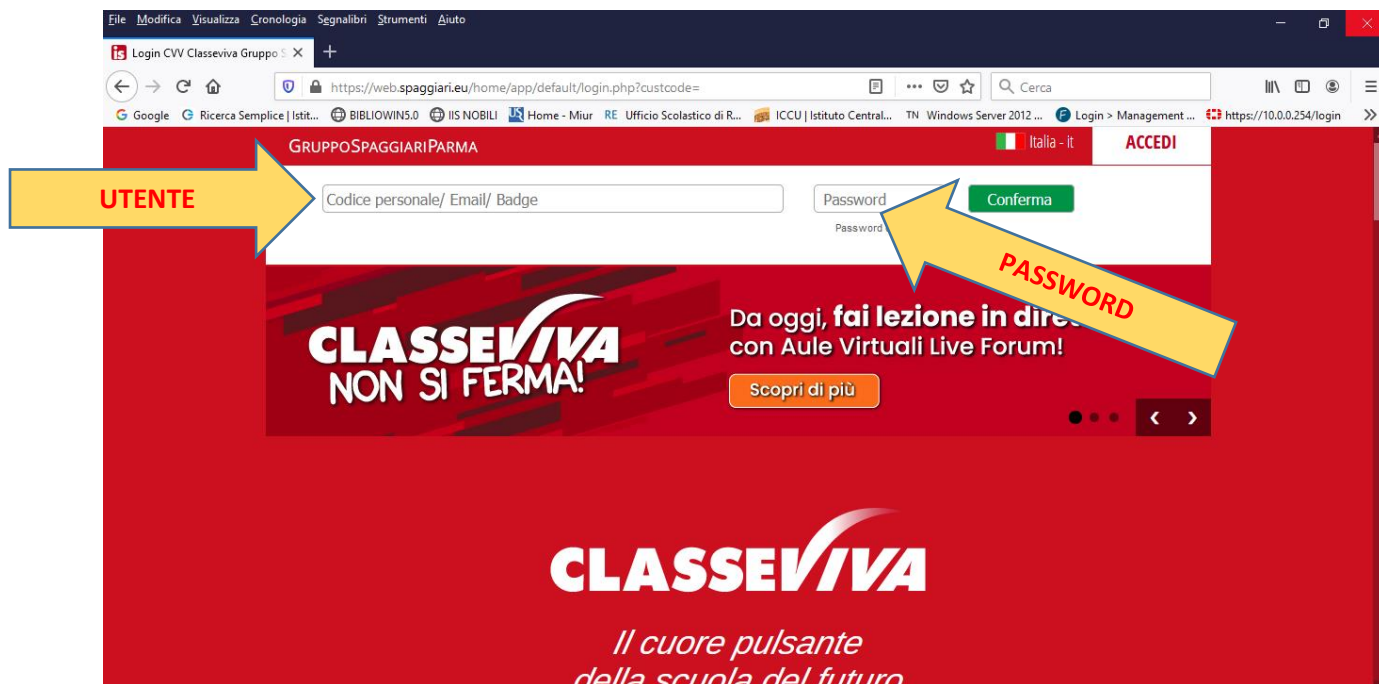 File Modifica Visualizza Cronologia Segnalibri Strumenti Aiuto
Login CVV Classeviva Gruppo S
https://web.spaggiari.eu/home/app/default/login.php?custcode=
Cerca
Google Ricerca Semplice | Istit... BIBLIOWIN5.0 IIS NOBILI Home - Miur RE Ufficio Scolastico di R... ICCU | Istituto Central... TN Windows Server 2012 ... Login > Management ... https://10.0.0.254/login
GRUPPOSPAGGIARIPARMA Italia - it ACCEDI
UTENTE
Codice personale/ Email/ Badge Password Conferma
Password
PASSWORD
CLASSEVIVA
NON SI FERMA!
Da oggi, fai lezione in dire
con Aule Virtuali Live Forum!
Scopri di più
CLASSEVIVA
Il cuore pulsante
della scuola del futuro